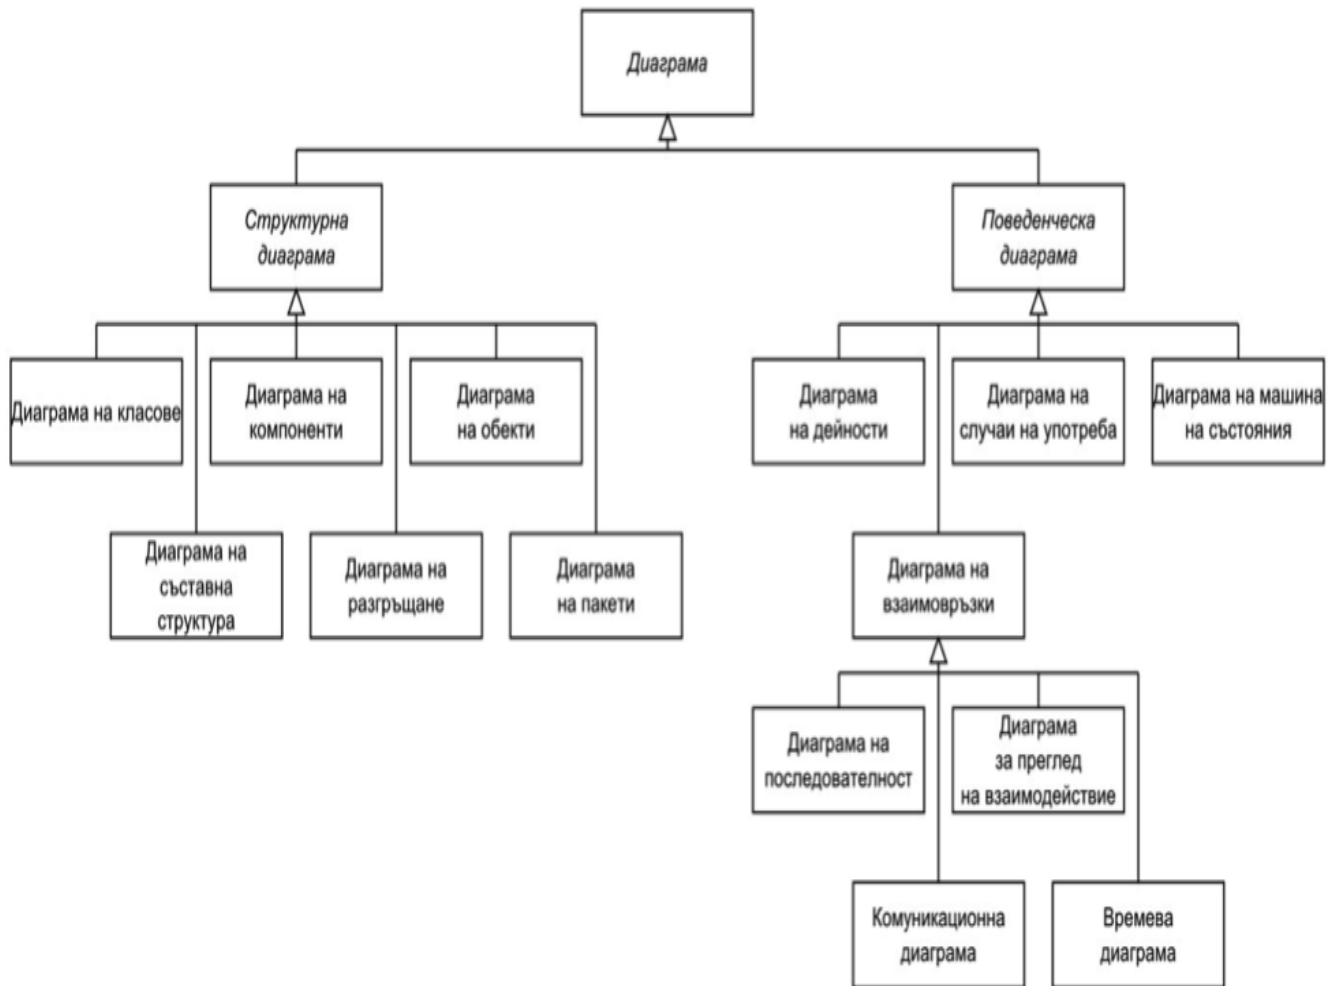 Диаграма
Структурна
диаграма
Поведенческа
диаграма
Диаграма на класове
Диаграма на
компоненти
Диаграма
на обекти
Диаграма
на дейности
Диаграма на
случаи на употреба
Диаграма на машина
на състояния
Диаграма на
съставна
структура
Диаграма на
разгръщане
Диаграма
на пакети
Диаграма на
взаимовръзки
Диаграма на
последователност
Диаграма
за преглед
на взаимодействие
Комуникационна
диаграма
Времева
диаграма